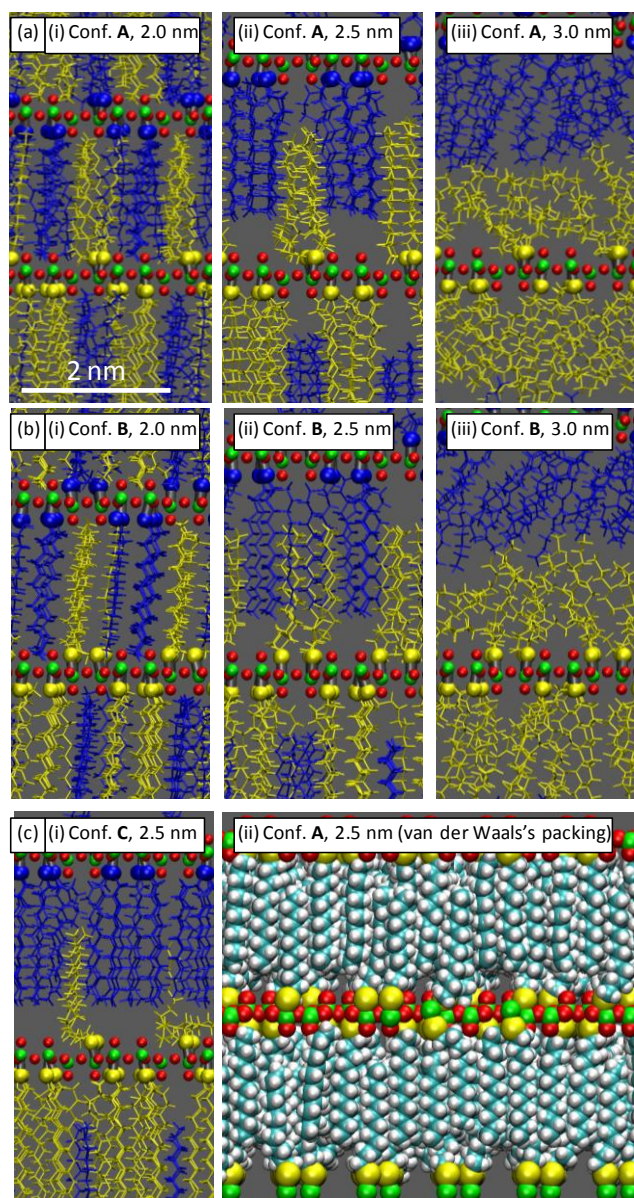 (a) (i) Conf. A, 2.0 nm
(ii) Conf. A, 2.5 nm
(iii) Conf. A, 3.0 nm
2 nm
(b) (i) Conf. B, 2.0 nm
(ii) Conf. B, 2.5 nm
(iii) Conf. B, 3.0 nm
(c) (i) Conf. C, 2.5 nm
(ii) Conf. A, 2.5 nm (van der Waals's packing)